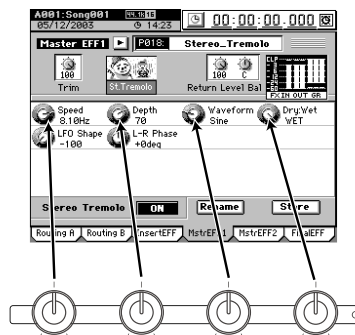 A001:Song001
05/12/2003
14:23
00:00:00.000
Master EFF1
P018: Stereo_Tremolo
100
Trim
St.Tremolo
100 C
Return Level Bal
CLP
FX IN OUT GR
Speed 8.10Hz
Depth 70
Waveform Sine
Dry:Wet WET
LFO Shape -100
L-R Phase +0deg
Stereo Tremolo ON
Rename
Store
Routing A
Routing B
InsertEFF
MstrEFF1
MstrEFF2
FinalEFF